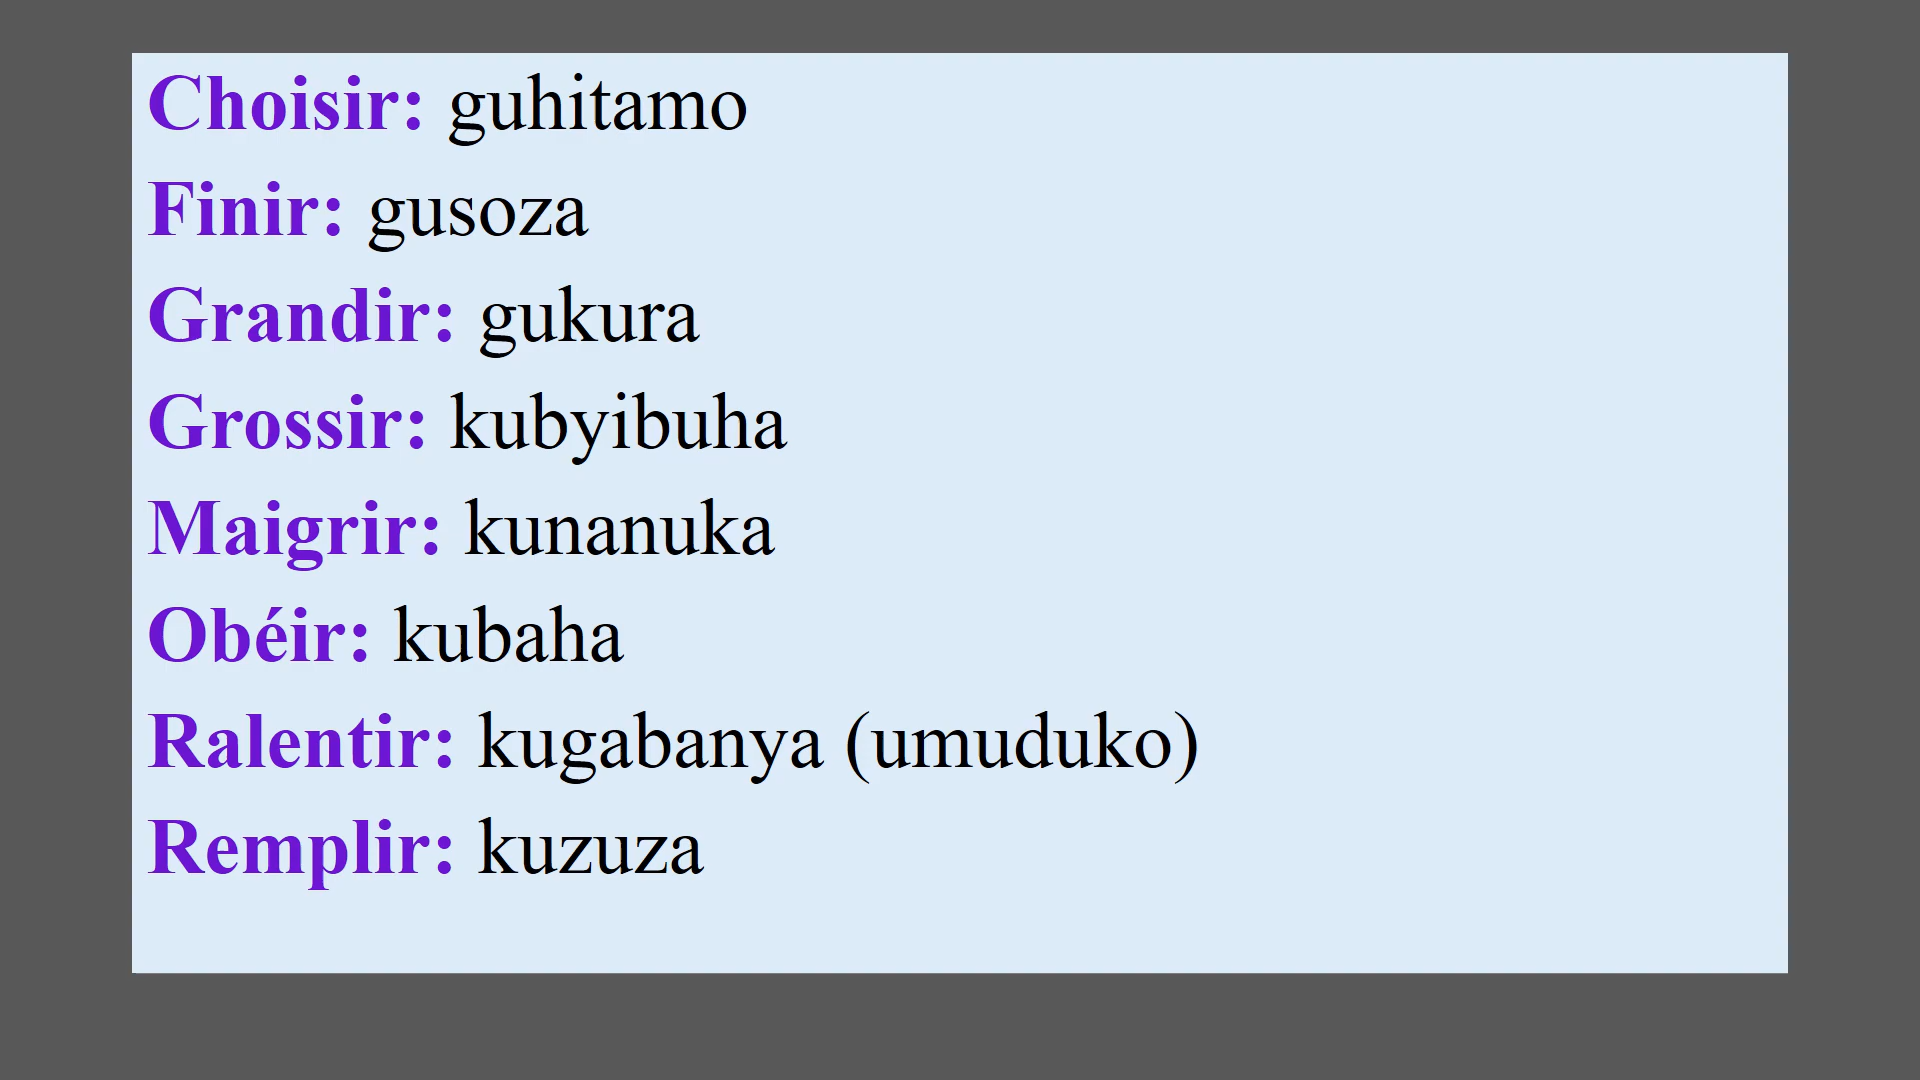 Choisir: guhitamo
Finir: gusoza
Grandir: gukura
Grossir: kubyibuha
Maigrir: kunanuka
Obéir: kubaha
Ralentir: kugabanya (umuduko)
Remplir: kuzuza